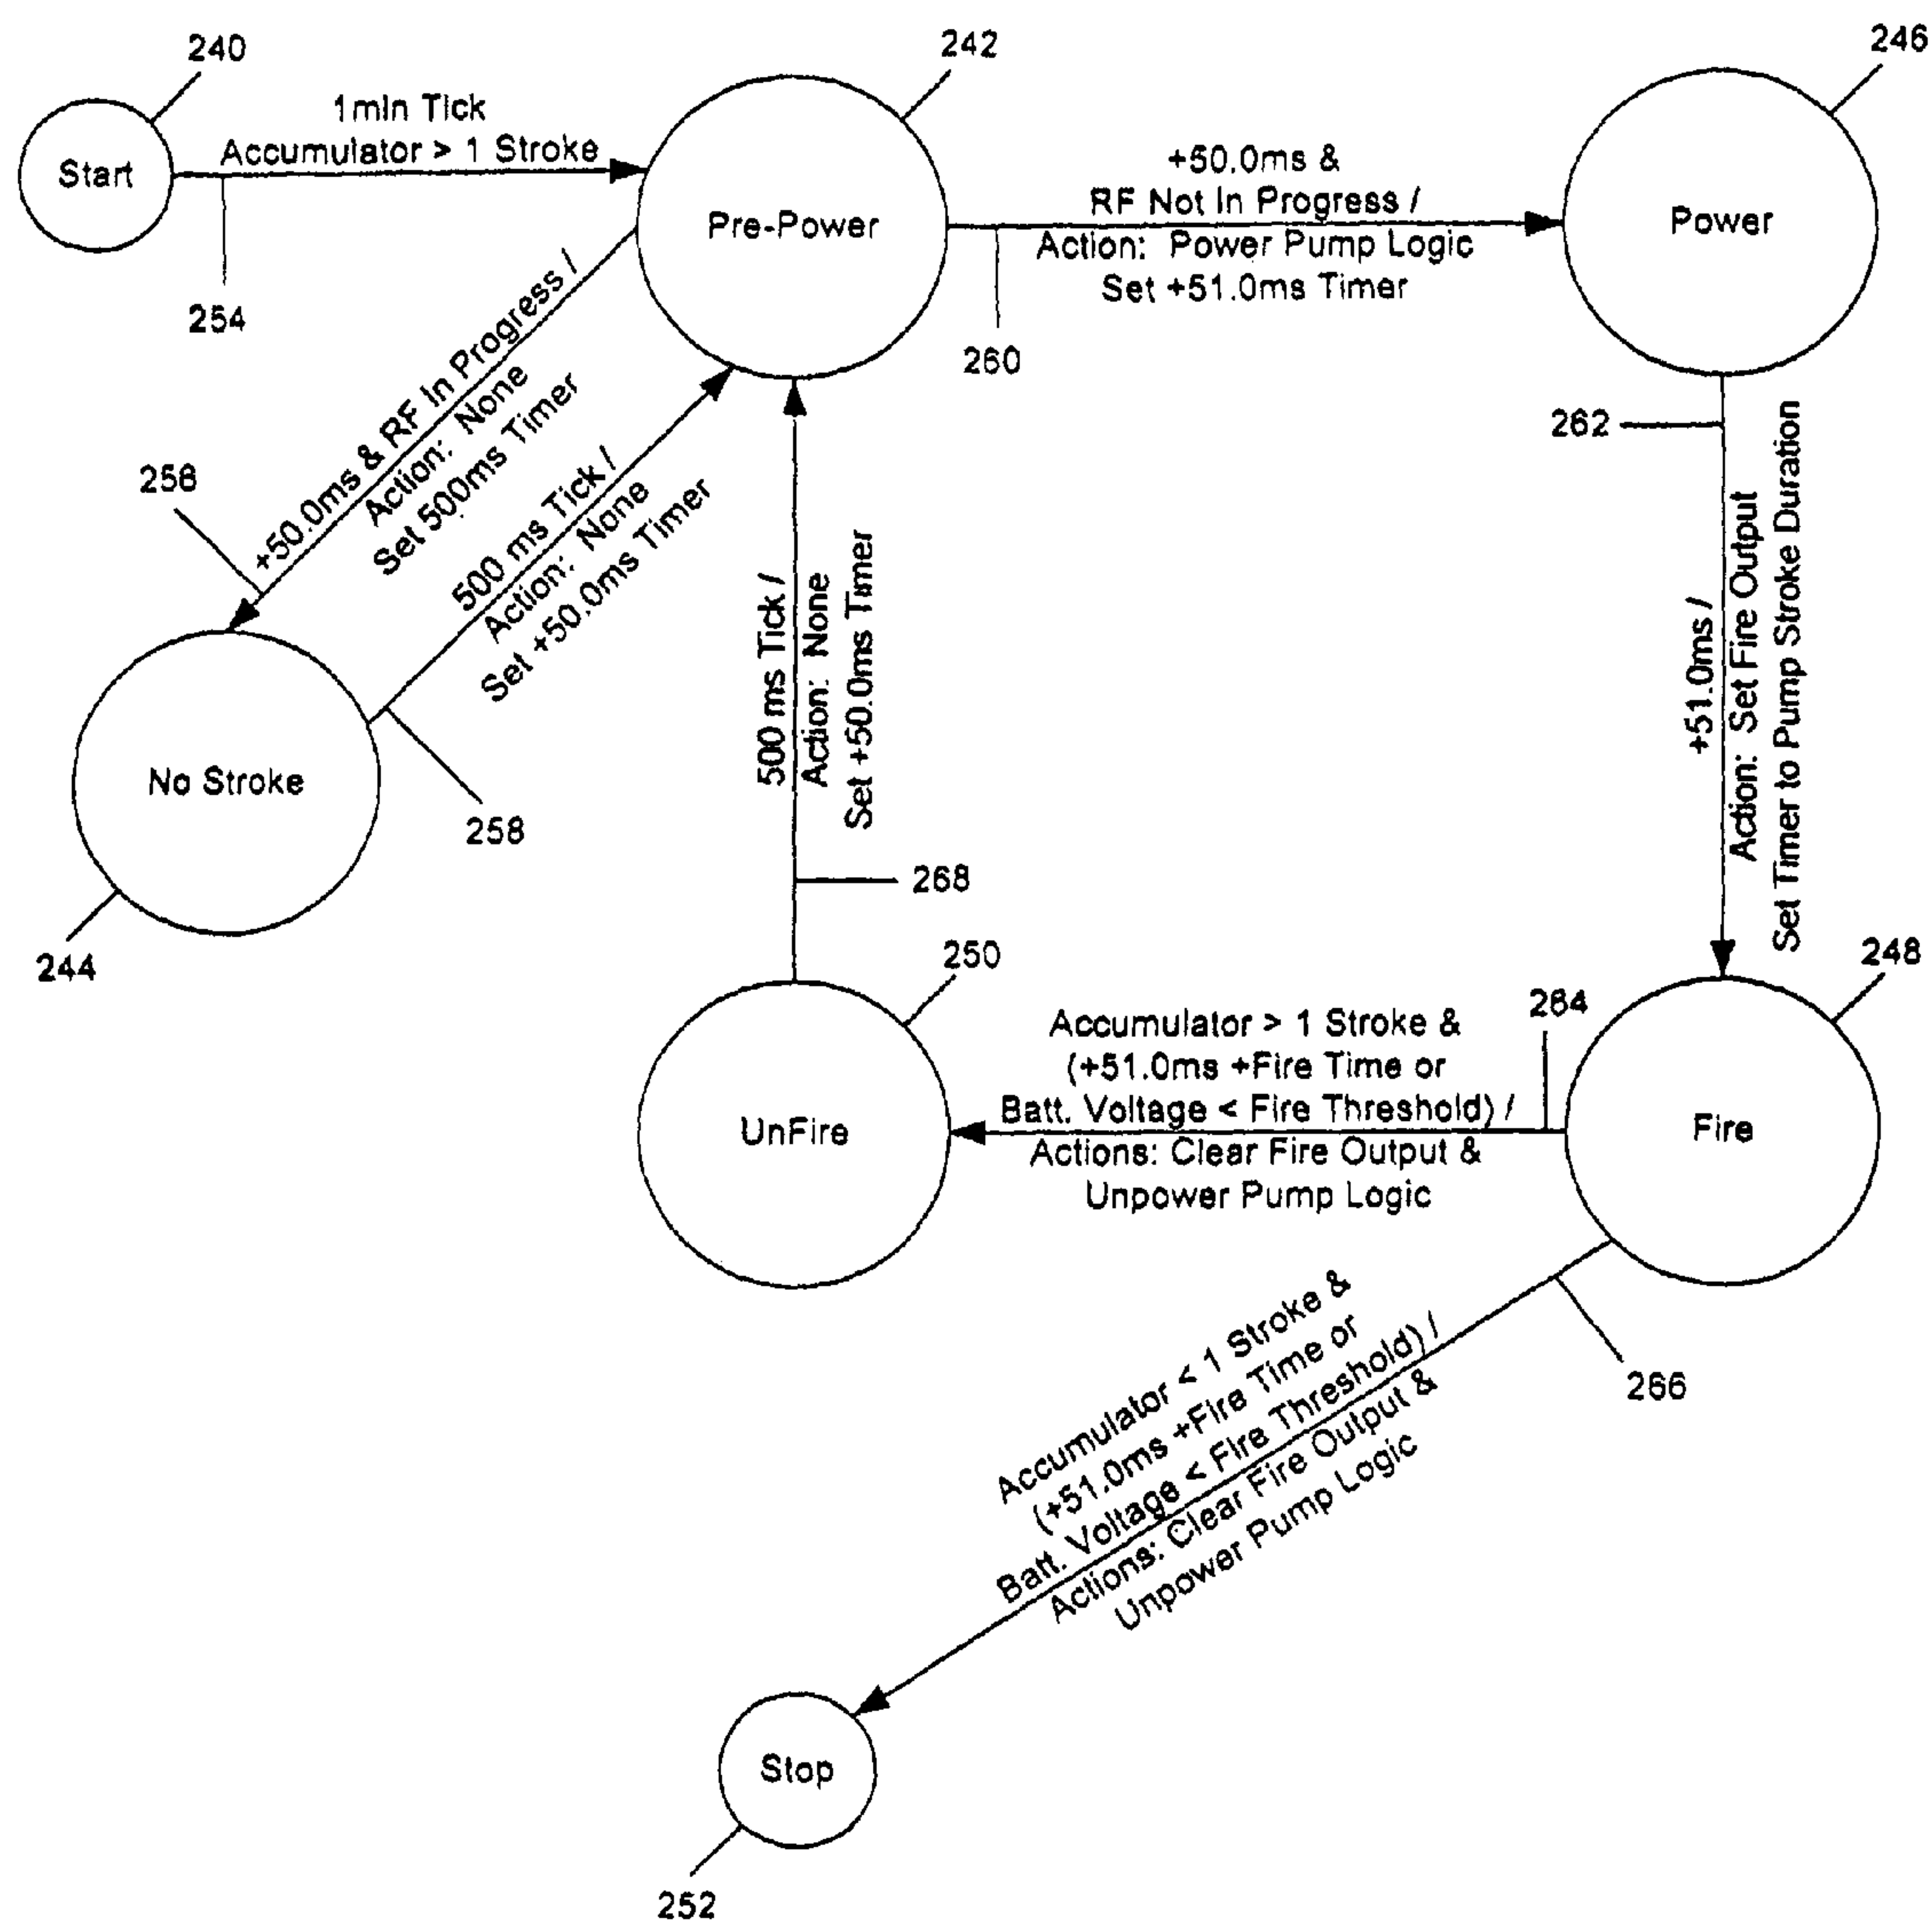 240
Start
1min Tick
Accumulator > 1 Stroke
254
242
Pre-Power
+50.0ms &
RF Not In Progress /
Action: Power Pump Logic
Set +51.0ms Timer
260
246
Power
+50.0ms & RF In Progress /
Action: None
Set 500ms Timer
256
500 ms Tick /
Action: None
Set +50.0ms Timer
258
No Stroke
244
500 ms Tick /
Action: None
Set +50.0ms Timer
268
262
+51.0ms /
Action: Set Fire Output
Set Timer to Pump Stroke Duration
250
UnFire
Accumulator > 1 Stroke &
(+51.0ms +Fire Time or
Batt. Voltage < Fire Threshold) /
Actions: Clear Fire Output &
Unpower Pump Logic
264
248
Fire
Accumulator < 1 Stroke &
(+51.0ms +Fire Time or
Batt. Voltage < Fire Threshold) /
Actions: Clear Fire Output &
Unpower Pump Logic
266
Stop
252